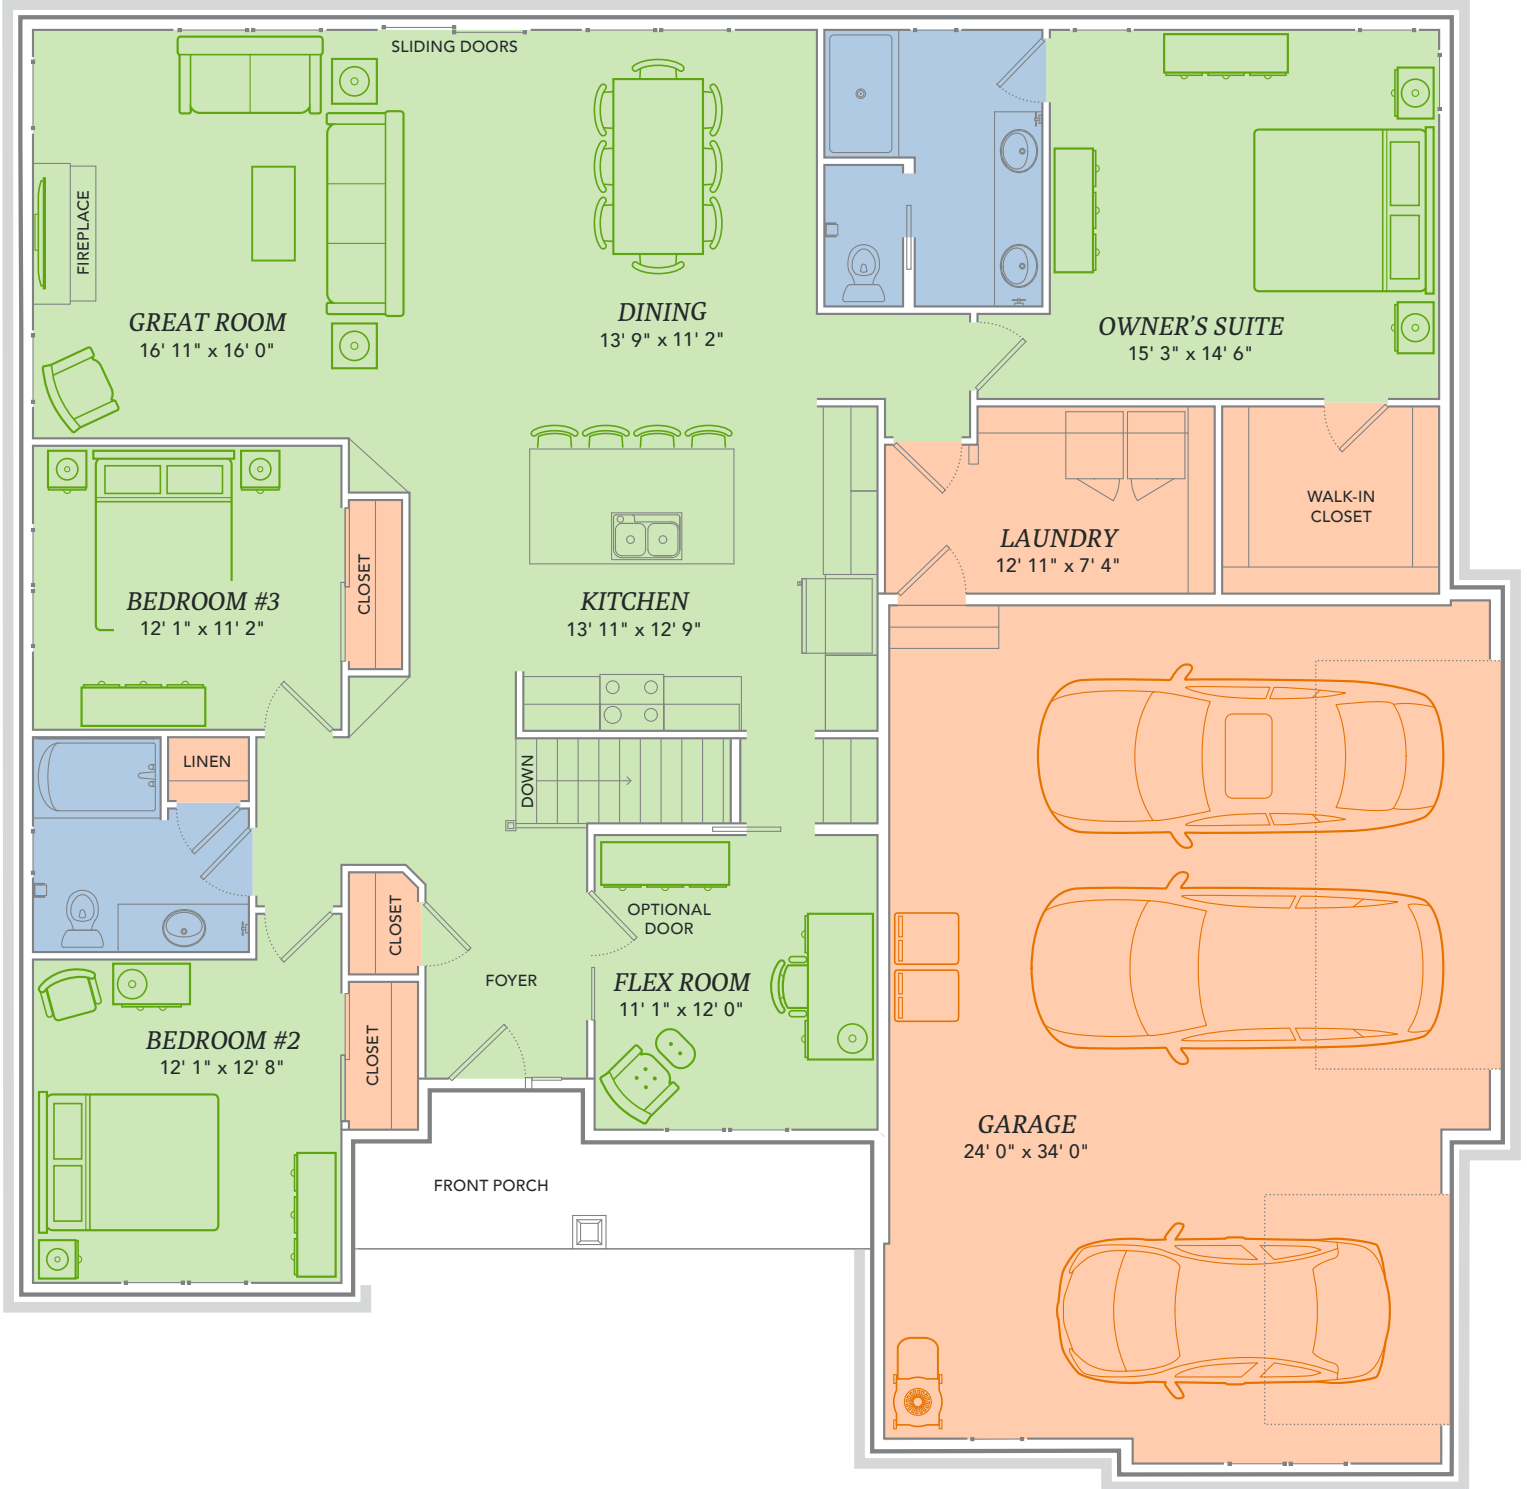 SLIDING DOORS
FIREPLACE
GREAT ROOM
16' 11" x 16' 0"
DINING
13' 9" x 11' 2"
OWNER’S SUITE
15' 3" x 14' 6"
WALK-IN
CLOSET
LAUNDRY
12' 11" x 7' 4"
CLOSET
BEDROOM #3
12' 1" x 11' 2"
KITCHEN
13' 11" x 12' 9"
LINEN
DOWN
CLOSET
OPTIONAL
DOOR
FOYER
FLEX ROOM
11' 1" x 12' 0"
BEDROOM #2
12' 1" x 12' 8"
CLOSET
GARAGE
24' 0" x 34' 0"
FRONT PORCH